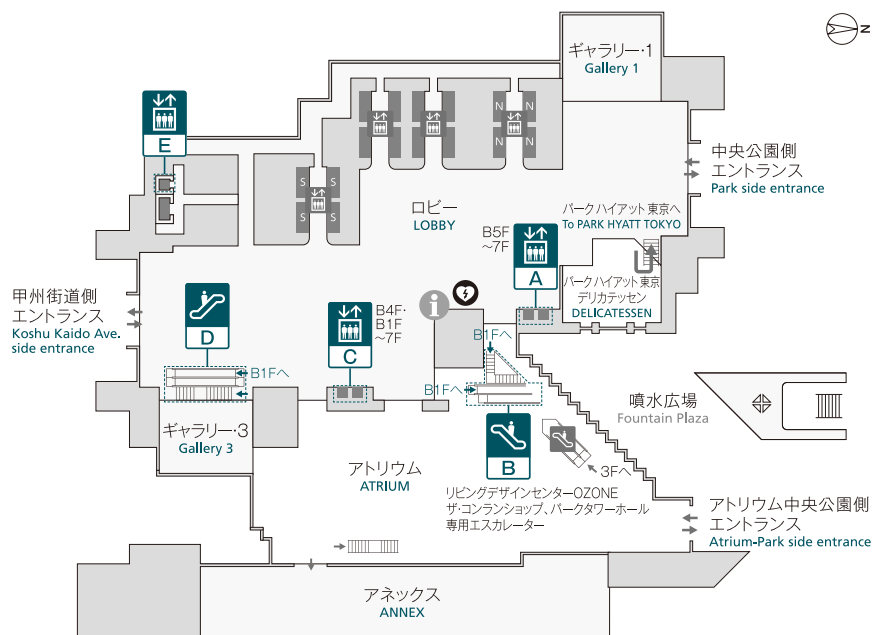 N
ギャラリー・1
Gallery 1
E
N
N
N
N
中央公園側
エントランス
Park side entrance
S
S
S
S
ロビー
LOBBY
パーク ハイアット 東京へ
To PARK HYATT TOKYO
B5F
～7F
A
パーク ハイアット 東京
デリカテッセン
DELICATESSEN
甲州街道側
エントランス
Koshu Kaido Ave.
side entrance
D
i
B4F・
B1F
～7F
C
B1Fへ
B1Fへ
B1Fへ
噴水広場
Fountain Plaza
ギャラリー・3
Gallery 3
B
3Fへ
アトリウム
ATRIUM
リビングデザインセンターOZONE
ザ・コンランショップ、パークタワーホール
専用エスカレーター
アトリウム中央公園側
エントランス
Atrium-Park side entrance
アネックス
ANNEX